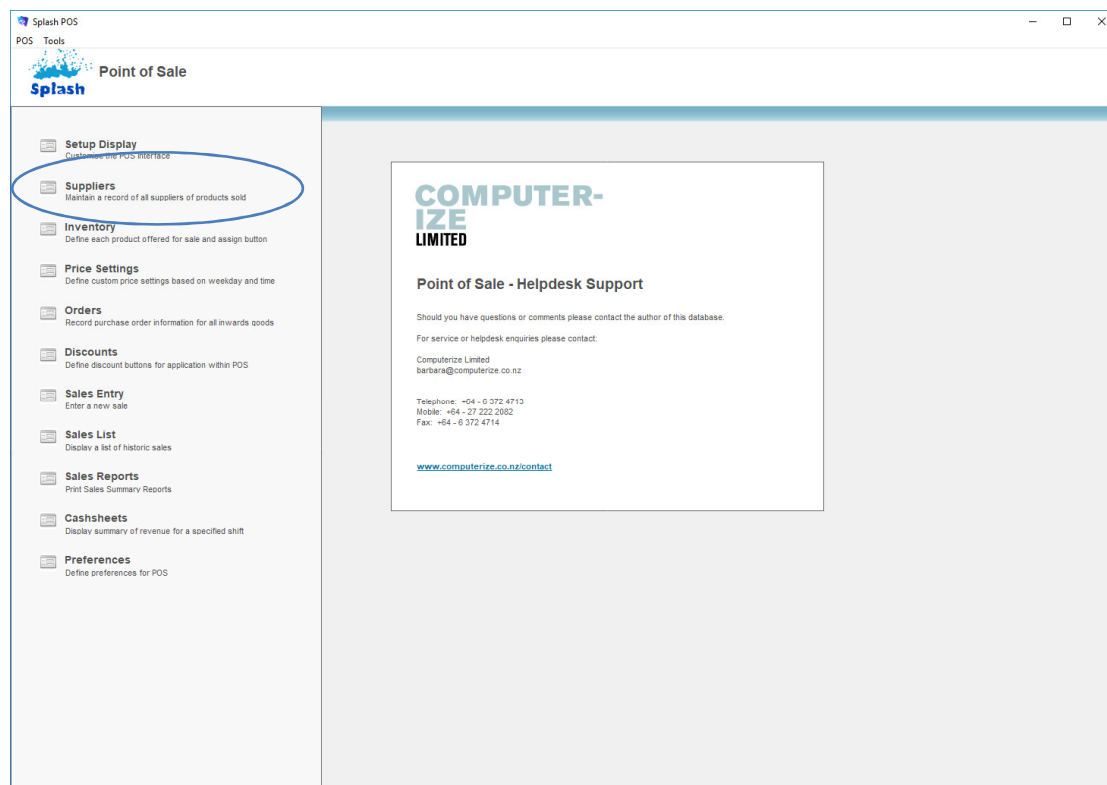 Splash POS
POS Tools
Splash
Point of Sale
Setup Display
Customise the POS interface
Suppliers
Maintain a record of all suppliers of products sold
Inventory
Define each product offered for sale and assign button
Price Settings
Define custom price settings based on weekday and time
Orders
Record purchase order information for all inwards goods
Discounts
Define discount buttons for application within POS
Sales Entry
Enter a new sale
Sales List
Display a list of historic sales
Sales Reports
Print Sales Summary Reports
Cashsheets
Display summary of revenue for a specified shift
Preferences
Define preferences for POS
COMPUTER-
IZE
LIMITED
Point of Sale - Helpdesk Support
Should you have questions or comments please contact the author of this database.
For service or helpdesk enquiries please contact:
Computerize Limited
barbara@computerize.co.nz
Telephone: +64 - 6 372 4713
Mobile: +64 - 27 222 2082
Fax: +64 - 6 372 4714
www.computerize.co.nz/contact